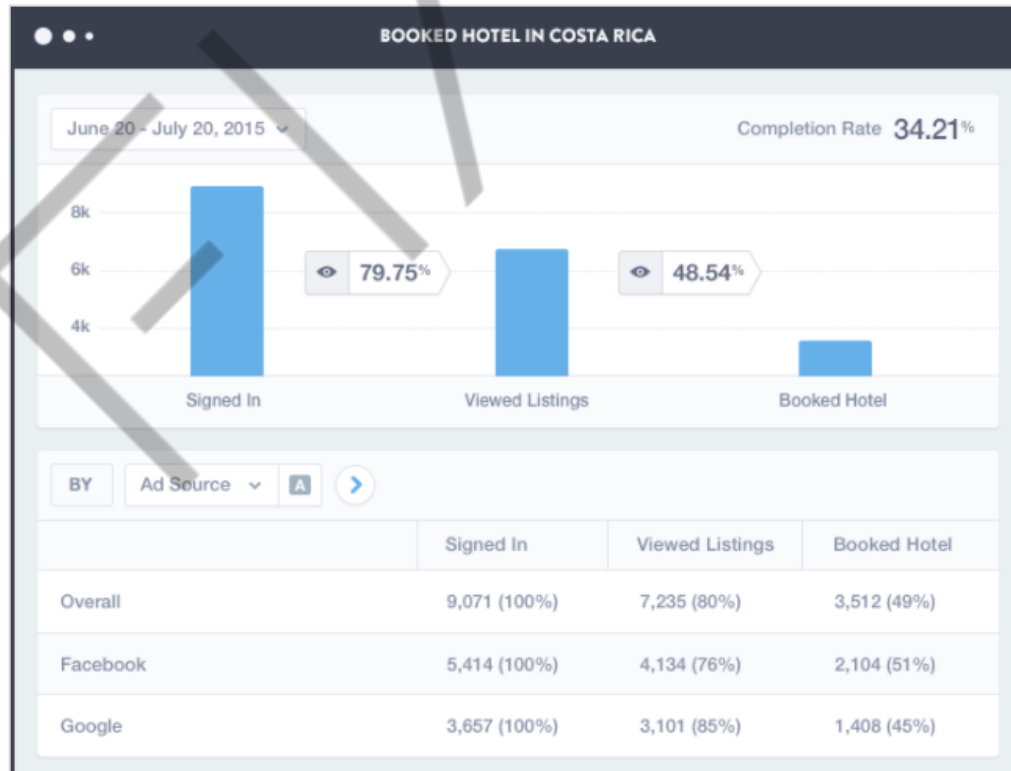 BOOKED HOTEL IN COSTA RICA
June 20 - July 20, 2015
Completion Rate 34.21%
8k
6k
4k
79.75%
48.54%
Signed In Viewed Listings Booked Hotel
BY Ad Source A
Signed In Viewed Listings Booked Hotel
Overall 9,071 (100%) 7,235 (80%) 3,512 (49%)
Facebook 5,414 (100%) 4,134 (76%) 2,104 (51%)
Google 3,657 (100%) 3,101 (85%) 1,408 (45%)